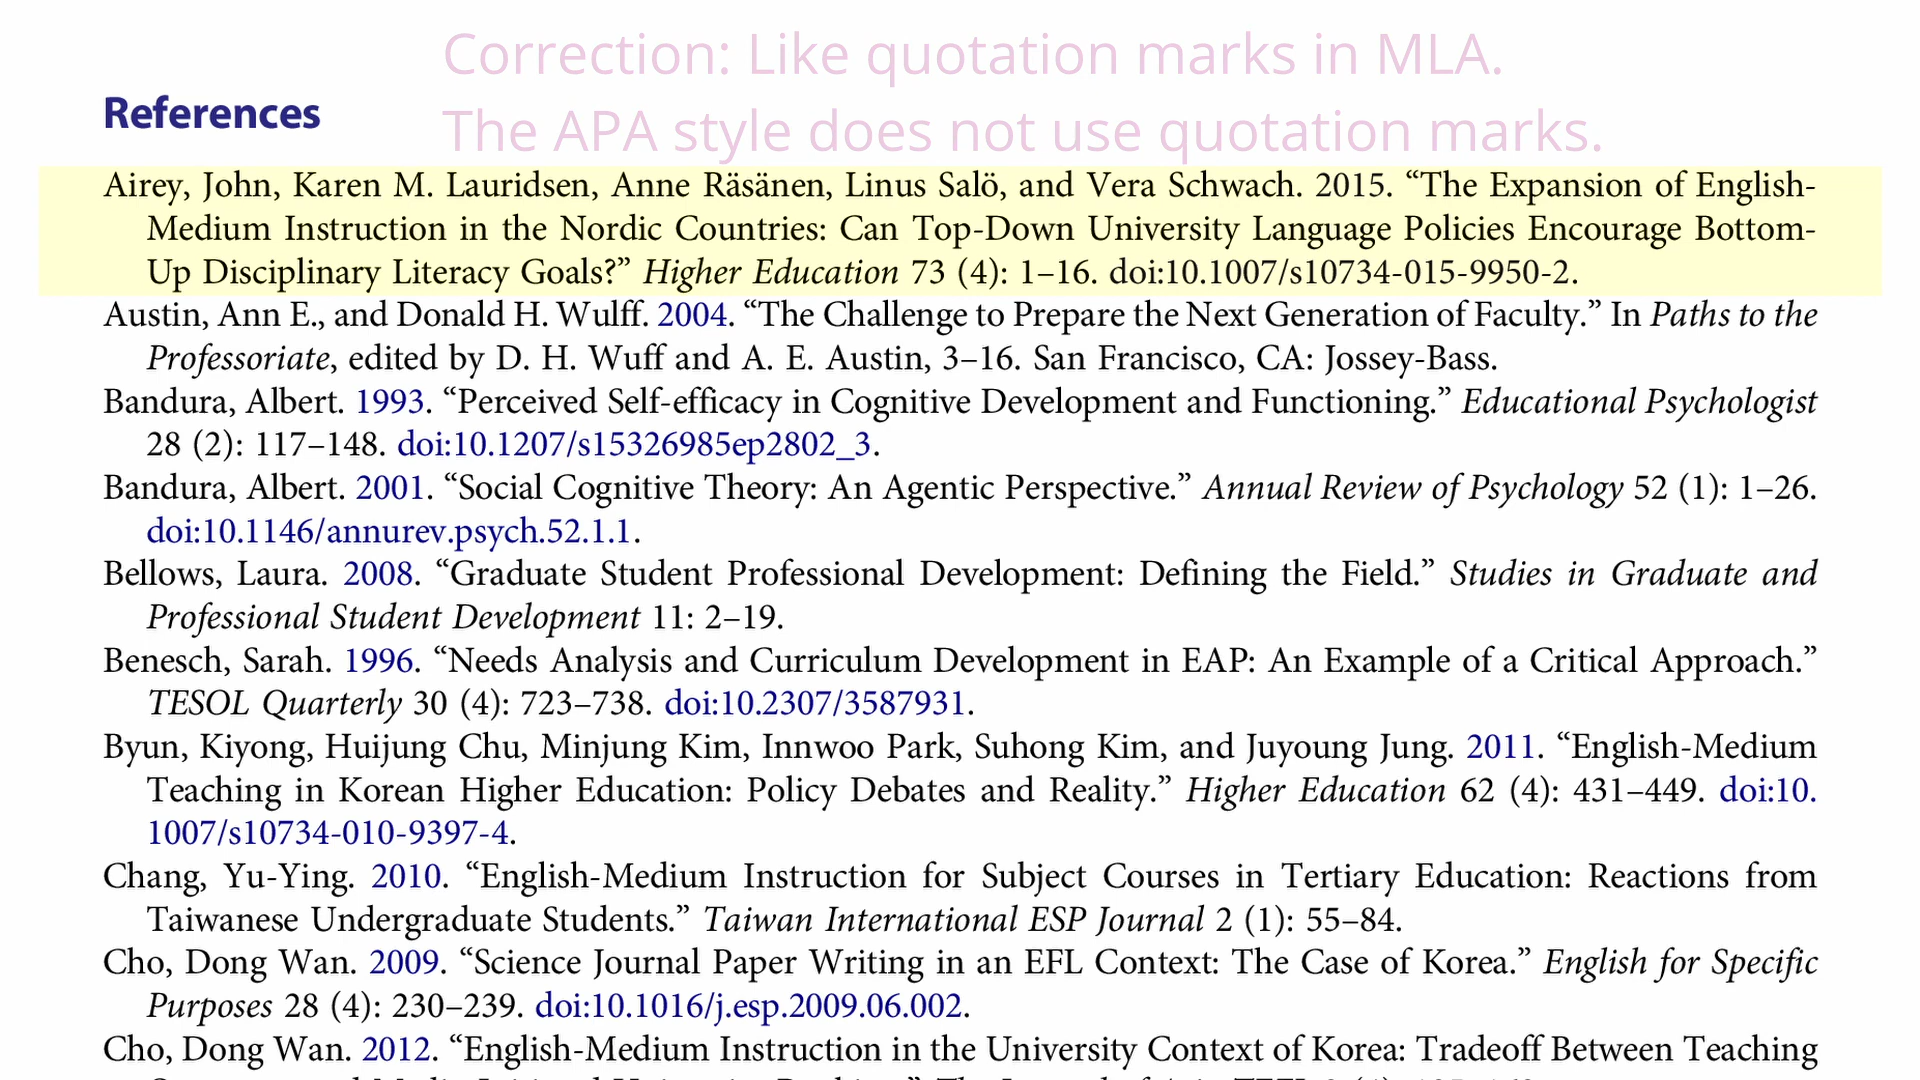 Correction: Like quotation marks in MLA.
The APA style does not use quotation marks.
References
Airey, John, Karen M. Lauridsen, Anne Räsänen, Linus Salö, and Vera Schwach. 2015. “The Expansion of English-
Medium Instruction in the Nordic Countries: Can Top-Down University Language Policies Encourage Bottom-
Up Disciplinary Literacy Goals?” Higher Education 73 (4): 1–16. doi:10.1007/s10734-015-9950-2.
Austin, Ann E., and Donald H. Wulff. 2004. “The Challenge to Prepare the Next Generation of Faculty.” In Paths to the
Professoriate, edited by D. H. Wuff and A. E. Austin, 3–16. San Francisco, CA: Jossey-Bass.
Bandura, Albert. 1993. “Perceived Self-efficacy in Cognitive Development and Functioning.” Educational Psychologist
28 (2): 117–148. doi:10.1207/s15326985ep2802_3.
Bandura, Albert. 2001. “Social Cognitive Theory: An Agentic Perspective.” Annual Review of Psychology 52 (1): 1–26.
doi:10.1146/annurev.psych.52.1.1.
Bellows, Laura. 2008. “Graduate Student Professional Development: Defining the Field.” Studies in Graduate and
Professional Student Development 11: 2–19.
Benesch, Sarah. 1996. “Needs Analysis and Curriculum Development in EAP: An Example of a Critical Approach.”
TESOL Quarterly 30 (4): 723–738. doi:10.2307/3587931.
Byun, Kiyong, Huijung Chu, Minjung Kim, Innwoo Park, Suhong Kim, and Juyoung Jung. 2011. “English-Medium
Teaching in Korean Higher Education: Policy Debates and Reality.” Higher Education 62 (4): 431–449. doi:10.
1007/s10734-010-9397-4.
Chang, Yu-Ying. 2010. “English-Medium Instruction for Subject Courses in Tertiary Education: Reactions from
Taiwanese Undergraduate Students.” Taiwan International ESP Journal 2 (1): 55–84.
Cho, Dong Wan. 2009. “Science Journal Paper Writing in an EFL Context: The Case of Korea.” English for Specific
Purposes 28 (4): 230–239. doi:10.1016/j.esp.2009.06.002.
Cho, Dong Wan. 2012. “English-Medium Instruction in the University Context of Korea: Tradeoff Between Teaching